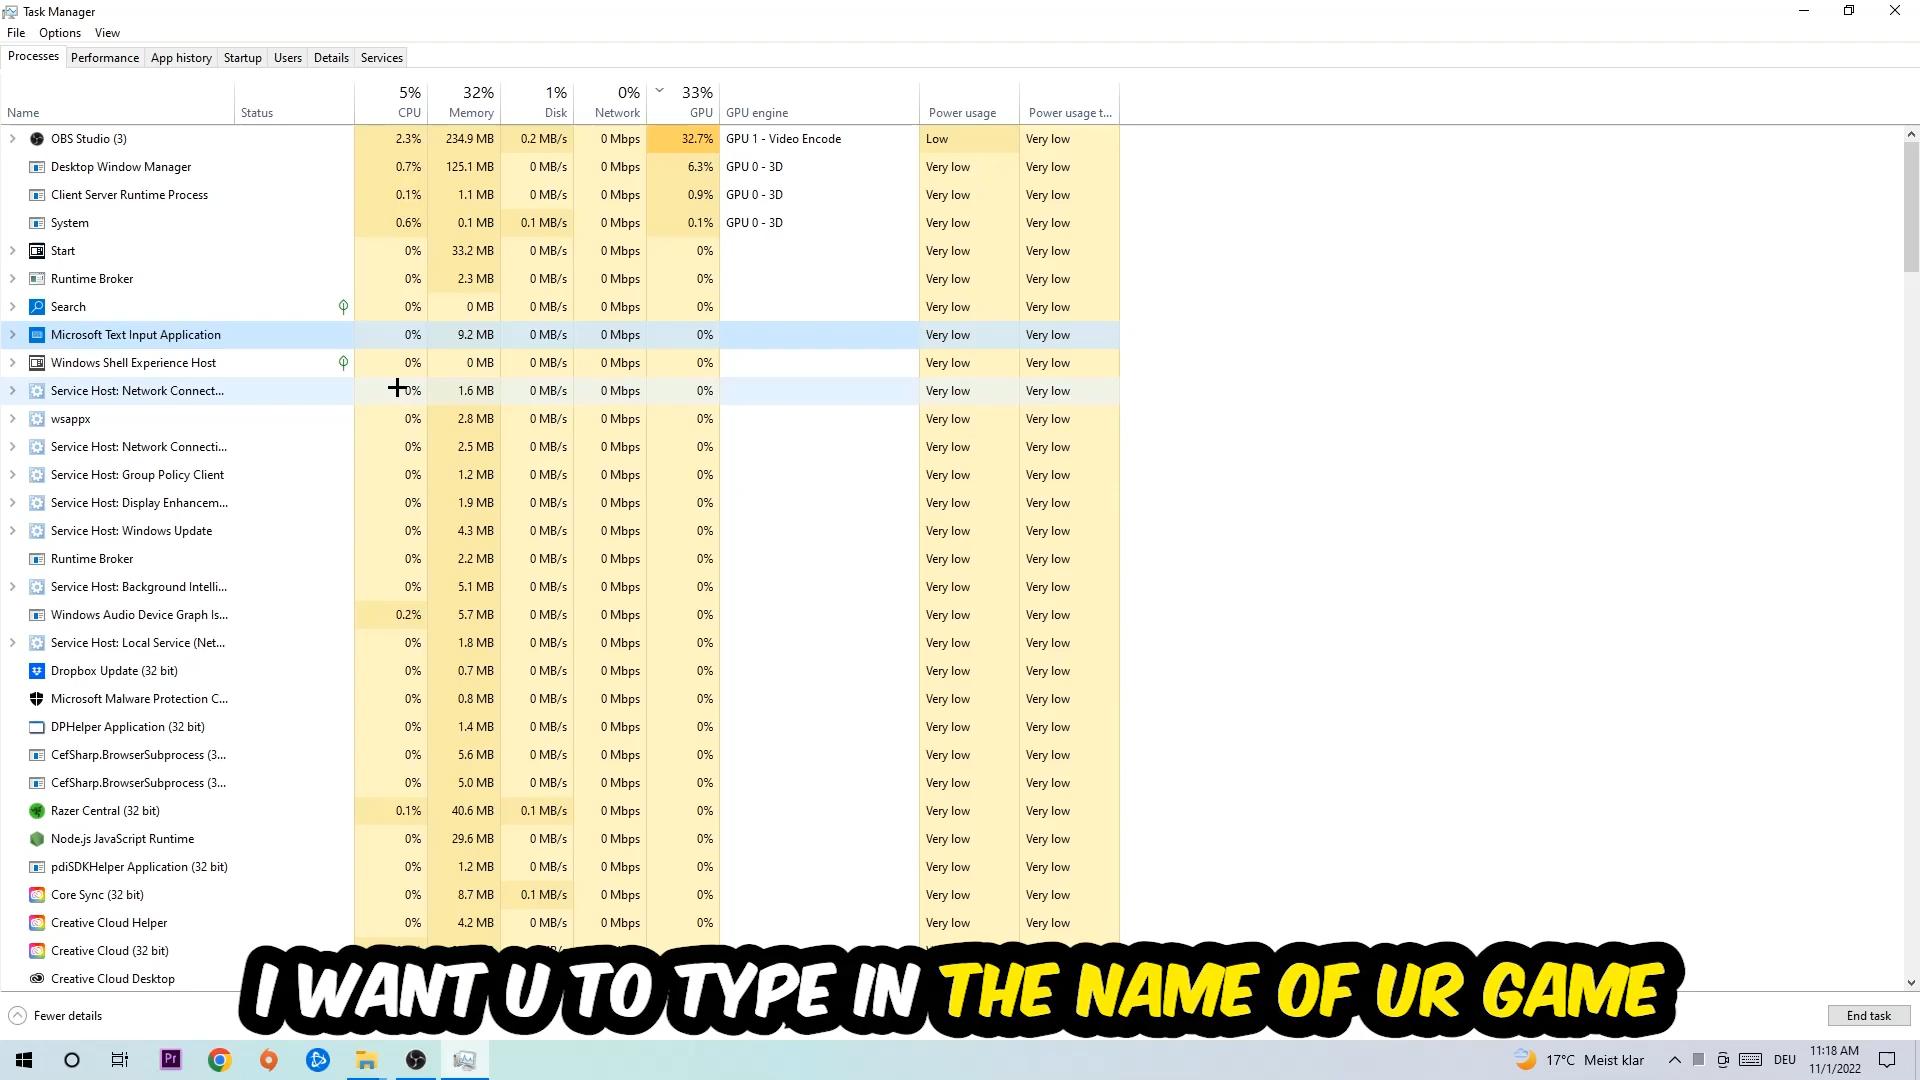 Task Manager
File Options View
Processes Performance App history Startup Users Details Services
5% 32% 1% 0% 33%
Name Status CPU Memory Disk Network GPU GPU engine Power usage Power usage t...
OBS Studio (3) 2.3% 234.9 MB 0.2 MB/s 0 Mbps 32.7% GPU 1 - Video Encode Low Very low
Desktop Window Manager 0.7% 125.1 MB 0 MB/s 0 Mbps 6.3% GPU 0 - 3D Very low Very low
Client Server Runtime Process 0.1% 1.1 MB 0 MB/s 0 Mbps 0.9% GPU 0 - 3D Very low Very low
System 0.6% 0.1 MB 0.1 MB/s 0 Mbps 0.1% GPU 0 - 3D Very low Very low
Start 0% 33.2 MB 0 MB/s 0 Mbps 0% Very low Very low
Runtime Broker 0% 2.3 MB 0 MB/s 0 Mbps 0% Very low Very low
Search 0% 0 MB 0 MB/s 0 Mbps 0% Very low Very low
Microsoft Text Input Application 0% 9.2 MB 0 MB/s 0 Mbps 0% Very low Very low
Windows Shell Experience Host 0% 0 MB 0 MB/s 0 Mbps 0% Very low Very low
Service Host: Network Connect... 0% 1.6 MB 0 MB/s 0 Mbps 0% Very low Very low
wsappx 0% 2.8 MB 0 MB/s 0 Mbps 0% Very low Very low
Service Host: Network Connecti... 0% 2.5 MB 0 MB/s 0 Mbps 0% Very low Very low
Service Host: Group Policy Client 0% 1.2 MB 0 MB/s 0 Mbps 0% Very low Very low
Service Host: Display Enhancem... 0% 1.9 MB 0 MB/s 0 Mbps 0% Very low Very low
Service Host: Windows Update 0% 4.3 MB 0 MB/s 0 Mbps 0% Very low Very low
Runtime Broker 0% 2.2 MB 0 MB/s 0 Mbps 0% Very low Very low
Service Host: Background Intelli... 0% 5.1 MB 0 MB/s 0 Mbps 0% Very low Very low
Windows Audio Device Graph Is... 0.2% 5.7 MB 0 MB/s 0 Mbps 0% Very low Very low
Service Host: Local Service (Net... 0% 1.8 MB 0 MB/s 0 Mbps 0% Very low Very low
Dropbox Update (32 bit) 0% 0.7 MB 0 MB/s 0 Mbps 0% Very low Very low
Microsoft Malware Protection C... 0% 0.8 MB 0 MB/s 0 Mbps 0% Very low Very low
DPHelper Application (32 bit) 0% 1.4 MB 0 MB/s 0 Mbps 0% Very low Very low
CefSharp.BrowserSubprocess (3... 0% 5.6 MB 0 MB/s 0 Mbps 0% Very low Very low
CefSharp.BrowserSubprocess (3... 0% 5.0 MB 0 MB/s 0 Mbps 0% Very low Very low
Razer Central (32 bit) 0.1% 40.6 MB 0.1 MB/s 0 Mbps 0% Very low Very low
Node.js JavaScript Runtime 0% 29.6 MB 0 MB/s 0 Mbps 0% Very low Very low
pdiSDKHelper Application (32 bit) 0% 1.2 MB 0 MB/s 0 Mbps 0% Very low Very low
Core Sync (32 bit) 0% 8.7 MB 0.1 MB/s 0 Mbps 0% Very low Very low
Creative Cloud Helper 0% 4.2 MB 0 MB/s 0 Mbps 0% Very low Very low
Creative Cloud (32 bit)
Creative Cloud Desktop
I WANT U TO TYPE IN THE NAME OF UR GAME
Fewer details End task
Pr 17°C Meist klar DEU 11:18 AM
11/1/2022